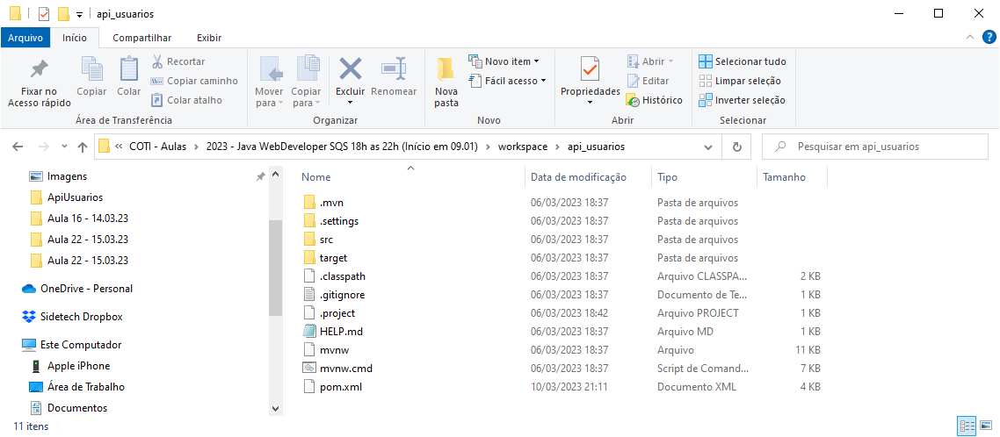 api_usuarios
Arquivo Início Compartilhar Exibir
Fixar no Acesso rápido
Copiar
Colar
Recortar
Copiar caminho
Colar atalho
Área de Transferência
Mover para
Copiar para
Excluir
Renomear
Organizar
Nova pasta
Novo item
Fácil acesso
Novo
Propriedades
Abrir
Editar
Histórico
Abrir
Selecionar tudo
Limpar seleção
Inverter seleção
Selecionar
« COTI - Aulas > 2023 - Java WebDeveloper SQS 18h as 22h (Início em 09.01) > workspace > api_usuarios
Pesquisar em api_usuarios
Imagens
ApiUsuarios
Aula 16 - 14.03.23
Aula 22 - 15.03.23
Aula 22 - 15.03.23
OneDrive - Personal
Sidetech Dropbox
Este Computador
Apple iPhone
Área de Trabalho
Documentos
Nome Data de modificação Tipo Tamanho
.mvn 06/03/2023 18:37 Pasta de arquivos
.settings 06/03/2023 18:37 Pasta de arquivos
src 06/03/2023 18:37 Pasta de arquivos
target 06/03/2023 18:37 Pasta de arquivos
.classpath 06/03/2023 18:37 Arquivo CLASSPA... 2 KB
.gitignore 06/03/2023 18:37 Documento de Te... 1 KB
.project 06/03/2023 18:42 Arquivo PROJECT 1 KB
HELP.md 06/03/2023 18:37 Arquivo MD 1 KB
mvnw 06/03/2023 18:37 Arquivo 11 KB
mvnw.cmd 06/03/2023 18:37 Script de Comand... 7 KB
pom.xml 10/03/2023 21:11 Documento XML 4 KB
11 itens